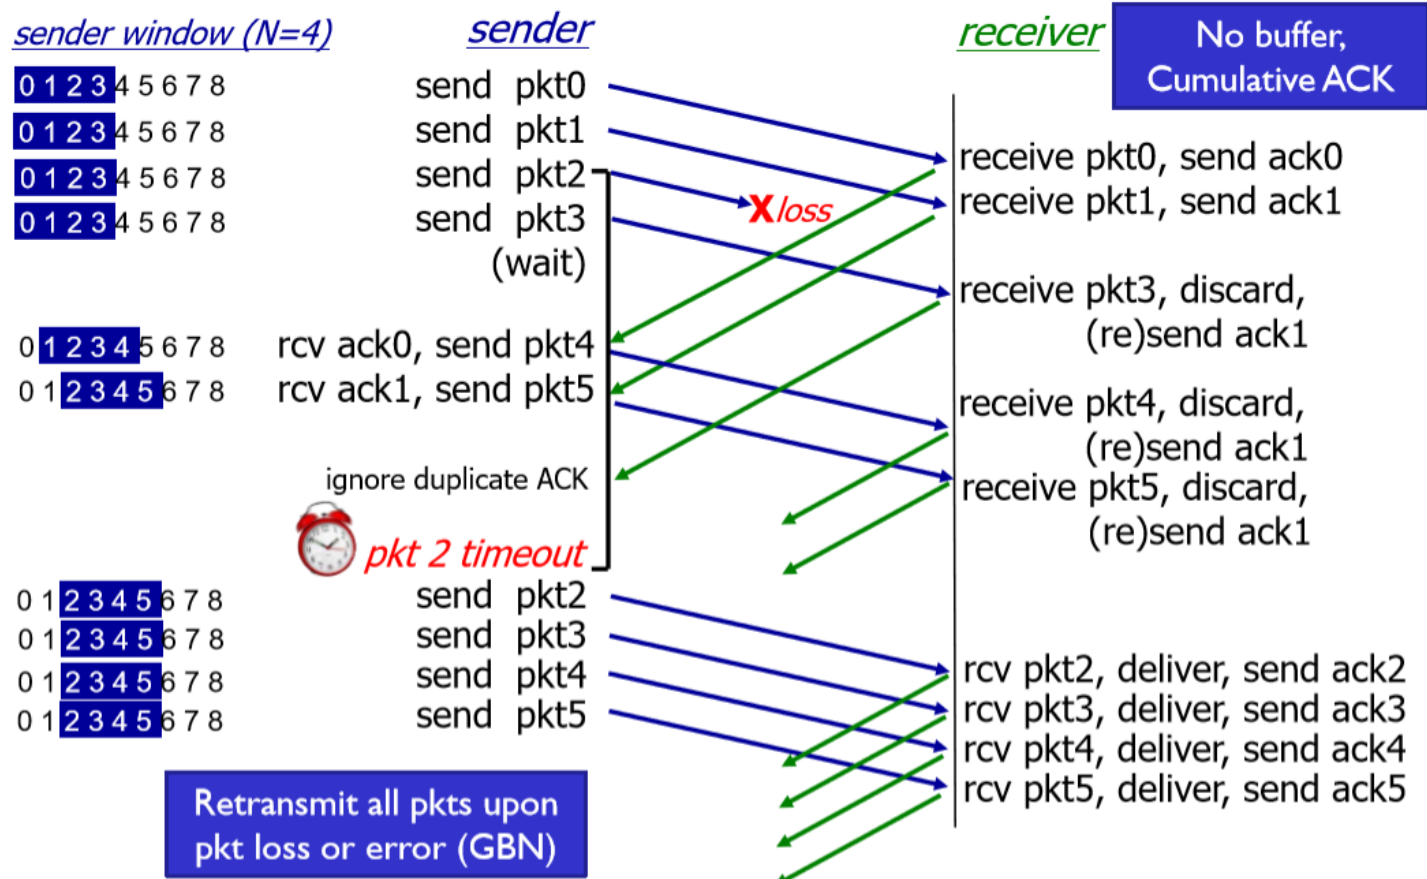 sender window (N=4)
sender
receiver
No buffer,
Cumulative ACK
0 1 2 3 4 5 6 7 8
send pkt0
0 1 2 3 4 5 6 7 8
send pkt1
0 1 2 3 4 5 6 7 8
send pkt2
0 1 2 3 4 5 6 7 8
send pkt3
(wait)
X loss
receive pkt0, send ack0
receive pkt1, send ack1
receive pkt3, discard,
(re)send ack1
0 1 2 3 4 5 6 7 8
rcv ack0, send pkt4
0 1 2 3 4 5 6 7 8
rcv ack1, send pkt5
receive pkt4, discard,
(re)send ack1
receive pkt5, discard,
(re)send ack1
ignore duplicate ACK
pkt 2 timeout
0 1 2 3 4 5 6 7 8
send pkt2
0 1 2 3 4 5 6 7 8
send pkt3
0 1 2 3 4 5 6 7 8
send pkt4
0 1 2 3 4 5 6 7 8
send pkt5
rcv pkt2, deliver, send ack2
rcv pkt3, deliver, send ack3
rcv pkt4, deliver, send ack4
rcv pkt5, deliver, send ack5
Retransmit all pkts upon
pkt loss or error (GBN)